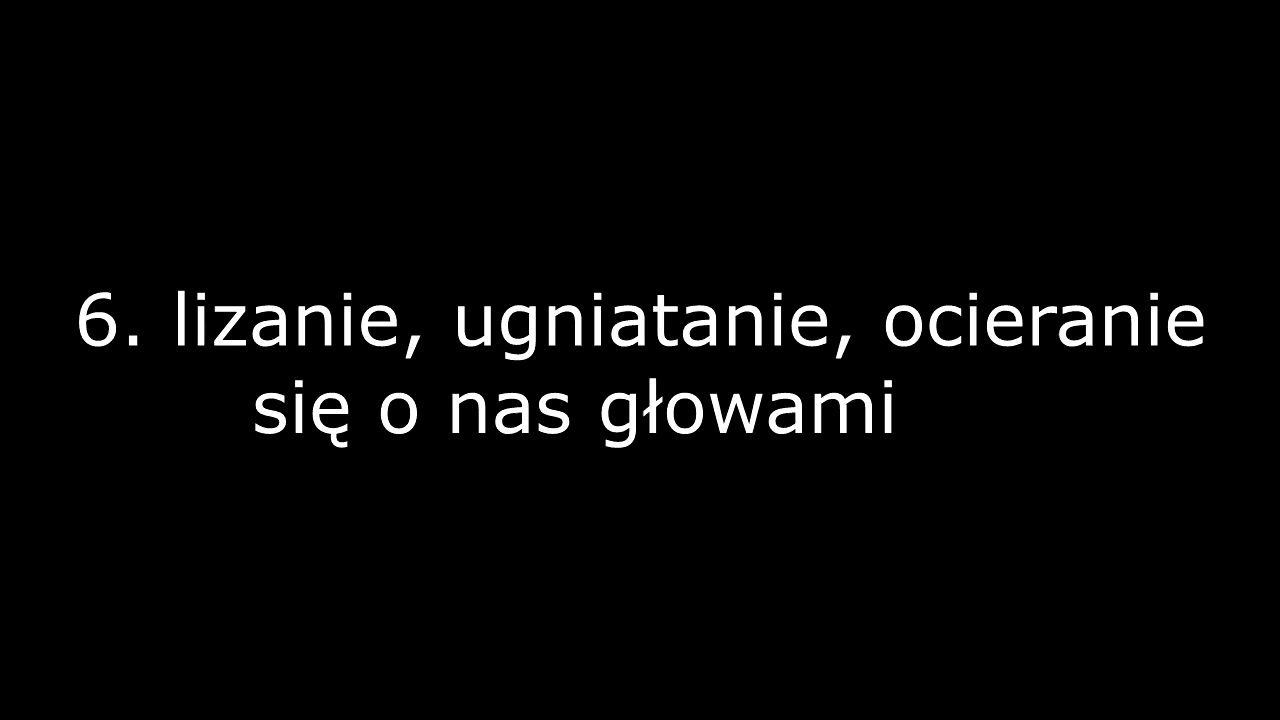 6. lizanie, ugniatanie, ocieranie
się o nas głowami